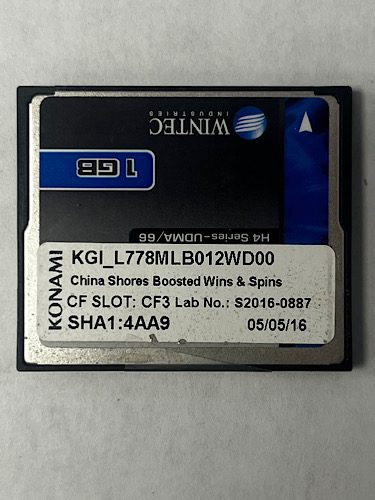 WINTEC
INDUSTRIES
1 GB
H4 Series-UDMA/66
KONAMI
KGI_L778MLB012WD00
China Shores Boosted Wins & Spins
CF SLOT: CF3 Lab No.: S2016-0887
SHA1:4AA9 05/05/16